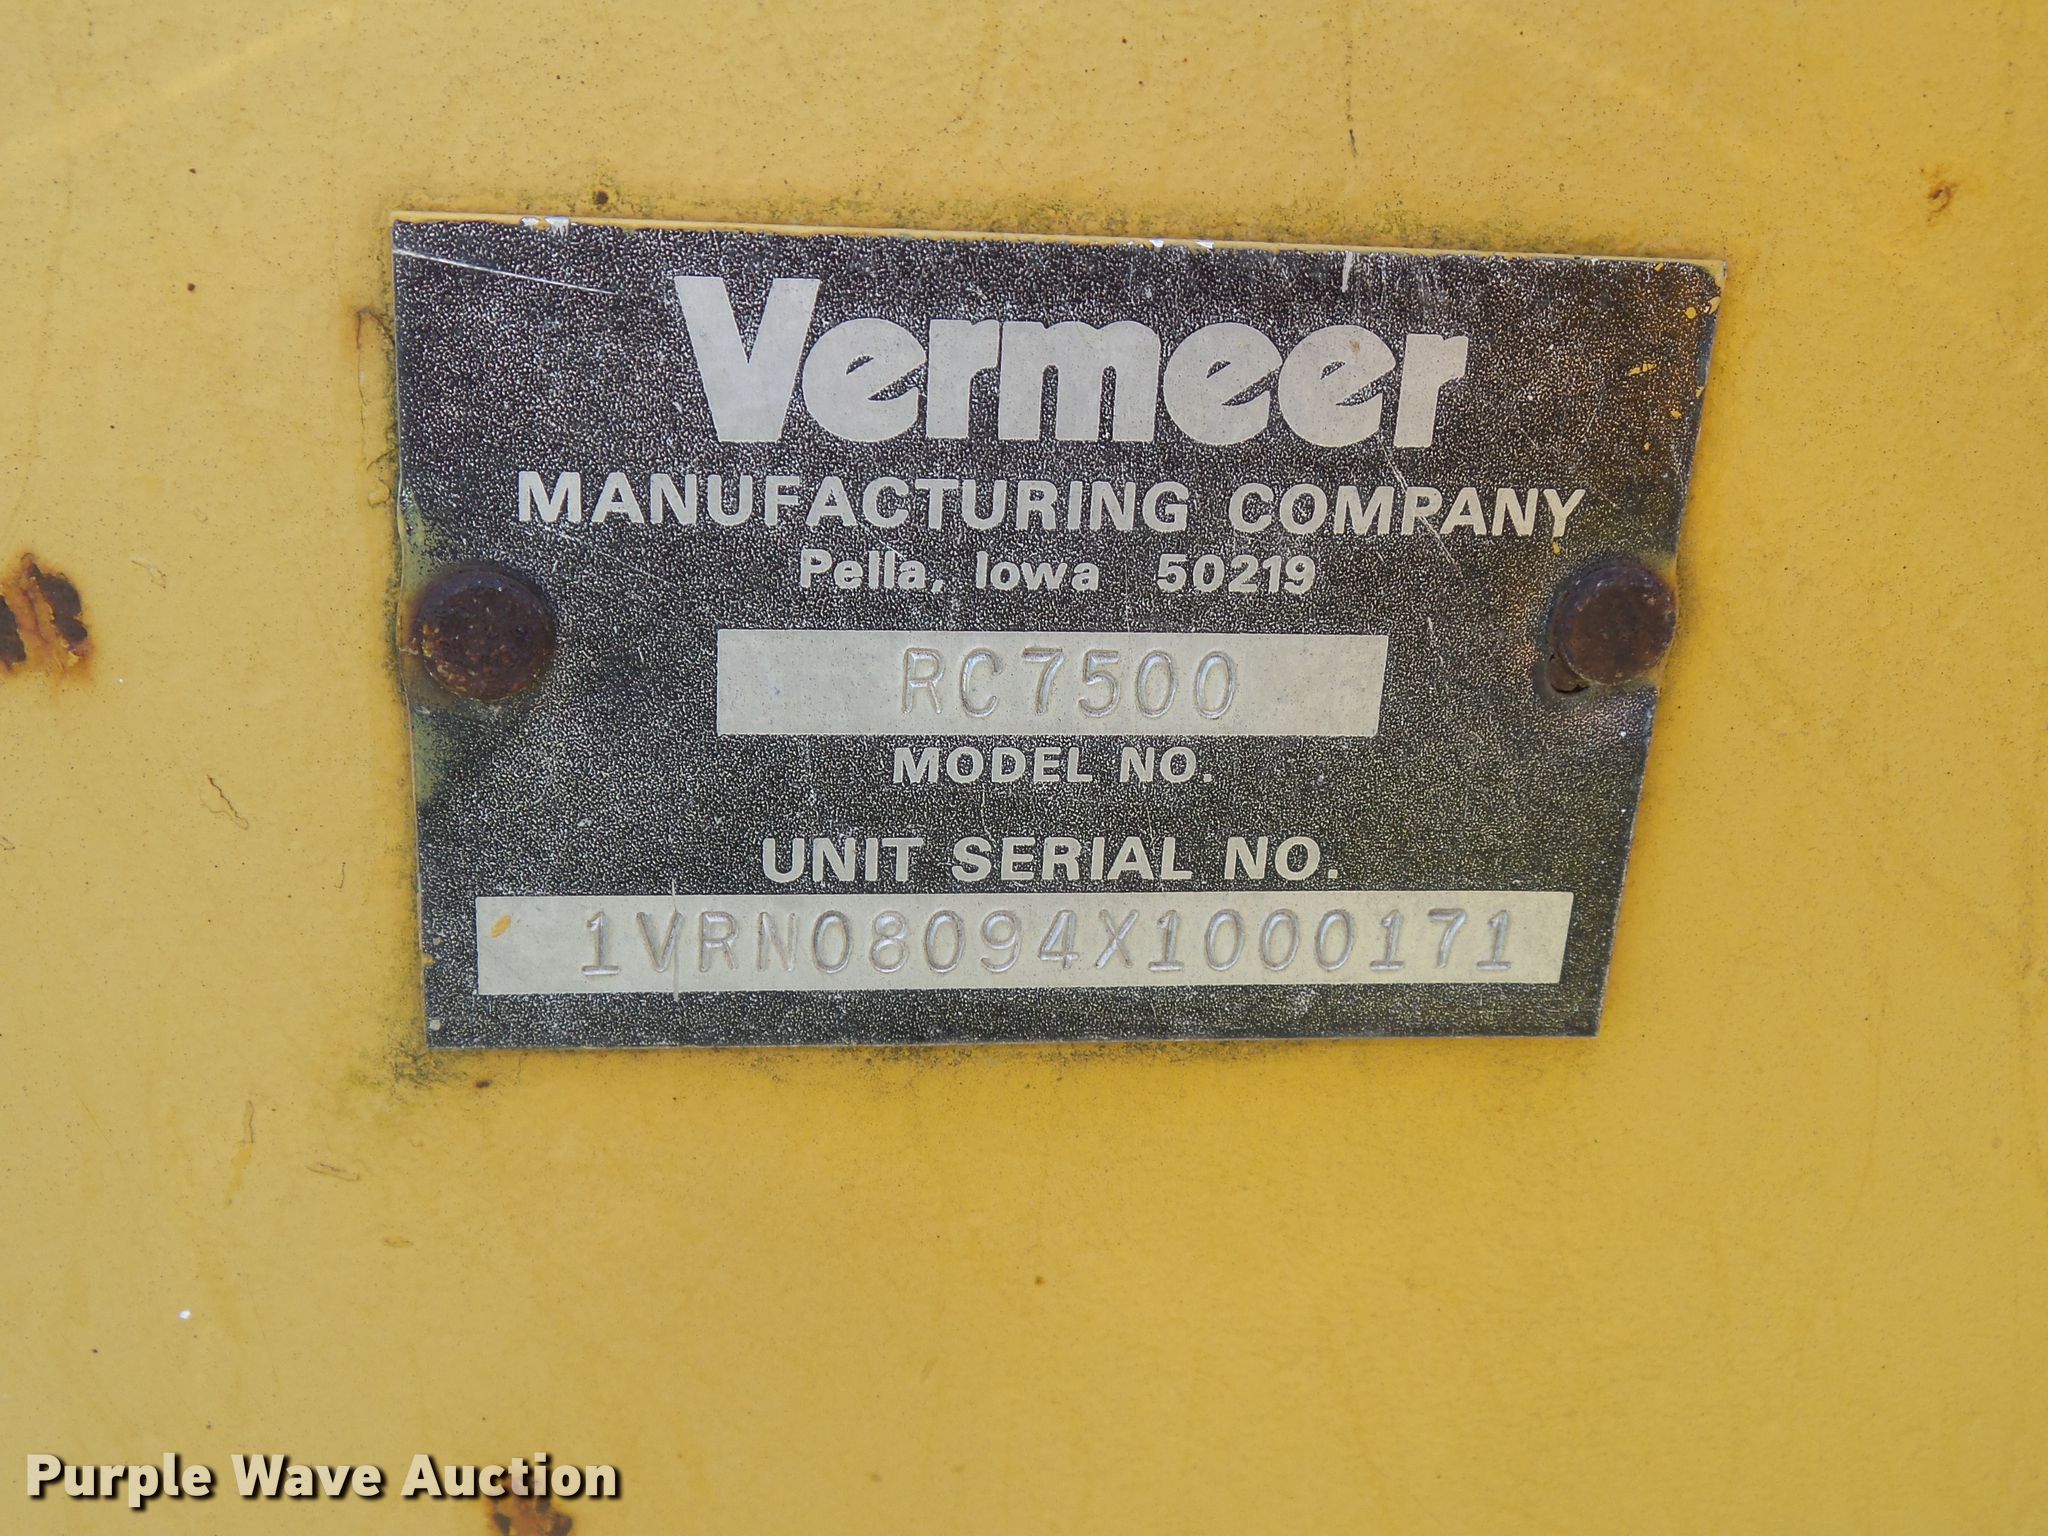 Vermeer
MANUFACTURING COMPANY
Pella, Iowa 50219
RC7500
MODEL NO.
UNIT SERIAL NO.
1VRN08094X1000171
Purple Wave Auction